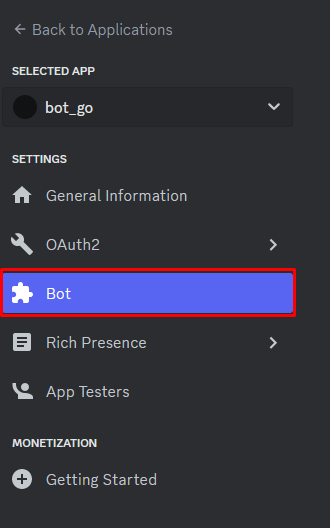 Back to Applications
SELECTED APP
bot_go
SETTINGS
General Information
OAuth2
Bot
Rich Presence
App Testers
MONETIZATION
Getting Started